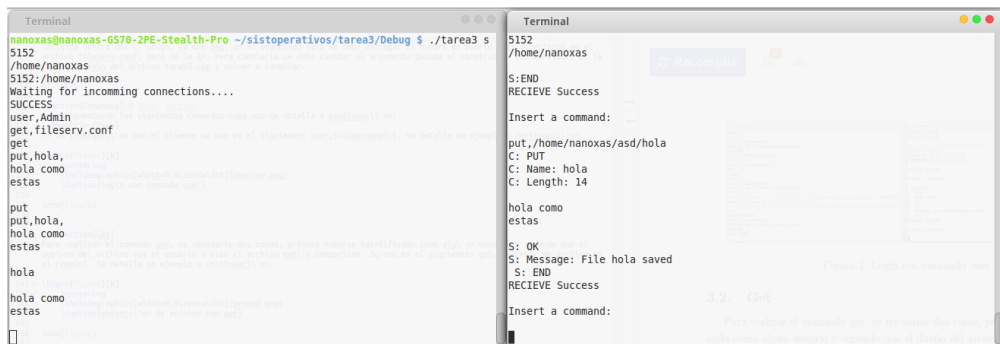 Terminal
nanoxas@nanoxas-GS70-2PE-Stealth-Pro ~/sistoperativos/tarea3/Debug $ ./tarea3 s
5152
/home/nanoxas
5152:/home/nanoxas
Waiting for incomming connections....
SUCCESS
user,Admin
get,fileserv.conf
get
put,hola,
hola como
estas
put
put,hola,
hola como
estas
hola
hola como
estas
Terminal
5152
/home/nanoxas
S:END
RECIEVE Success
Insert a command:
put,/home/nanoxas/asd/hola
C: PUT
C: Name: hola
C: Length: 14
hola como
estas
S: OK
S: Message: File hola saved
S: END
RECIEVE Success
Insert a command:
Recompile
Figura 1: Login con comando user
3.2. Get